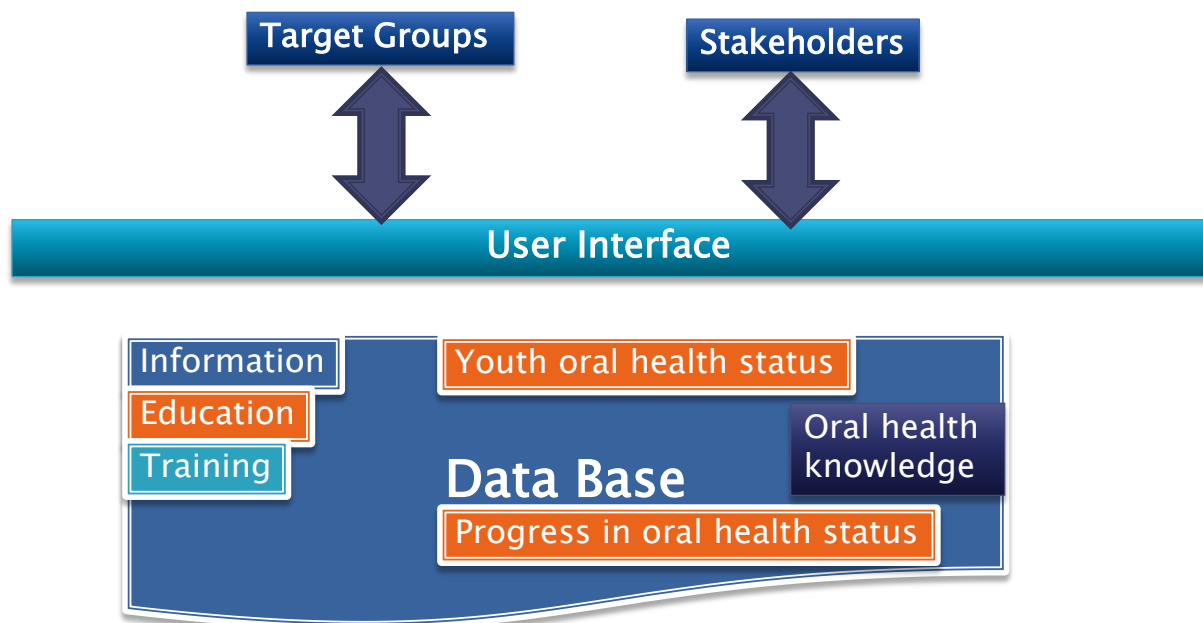 Target Groups
Stakeholders
User Interface
Information
Youth oral health status
Education
Oral health
knowledge
Training
Data Base
Progress in oral health status